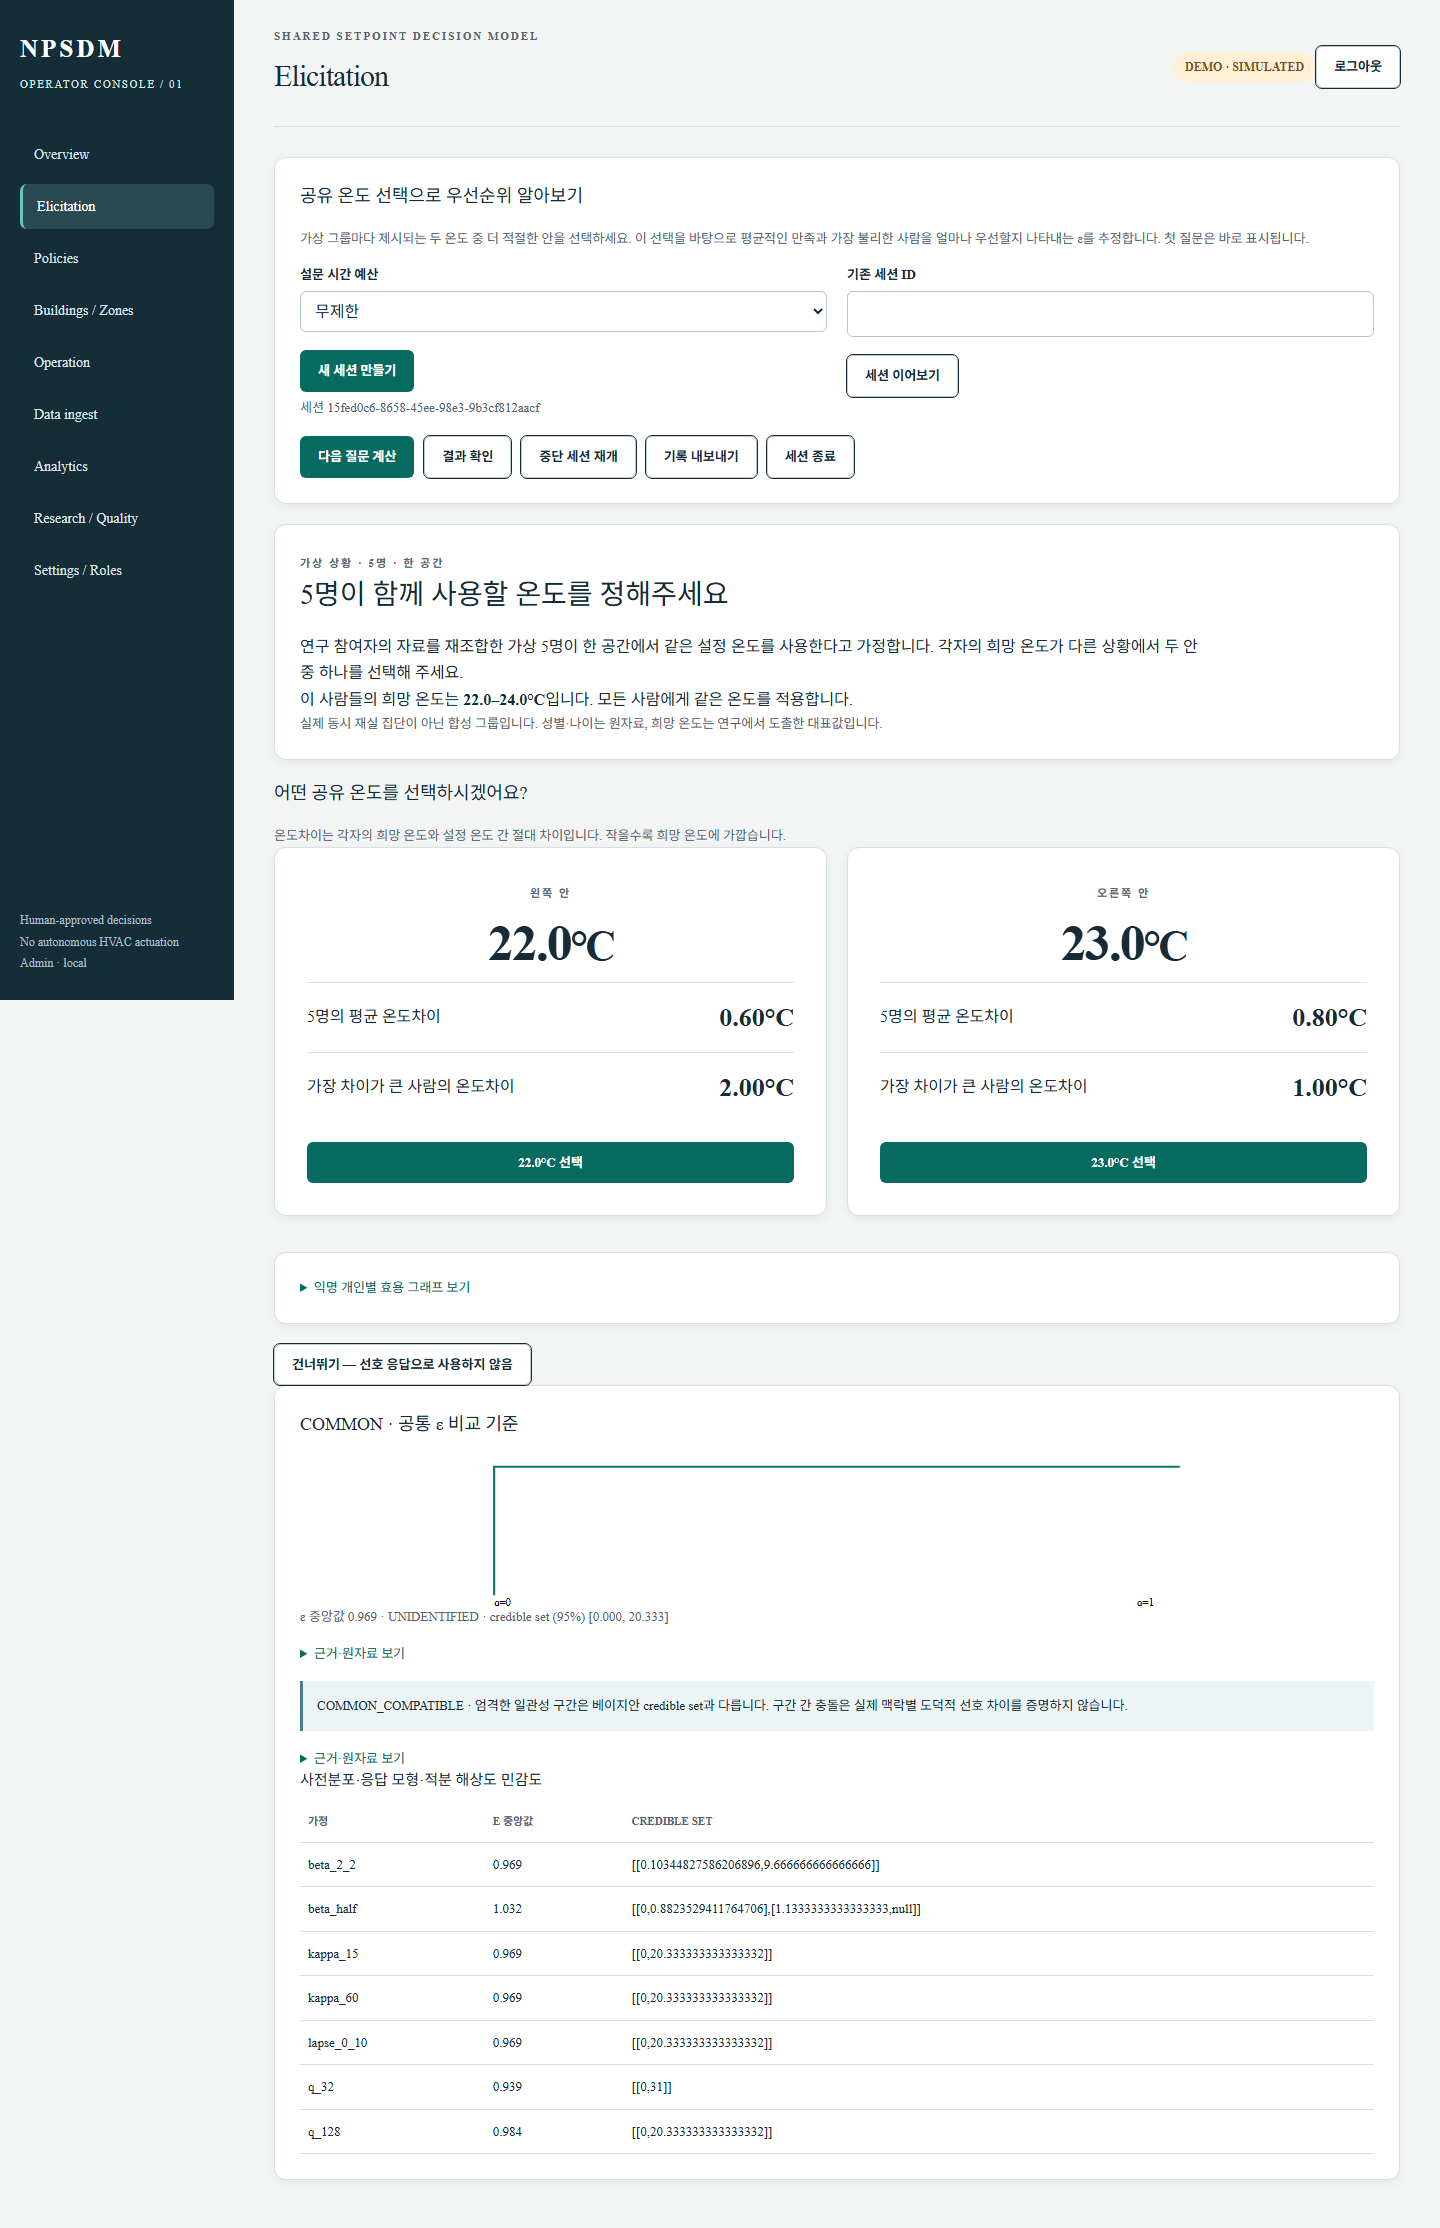 NPSDM
OPERATOR CONSOLE / 01
Overview
Elicitation
Policies
Buildings / Zones
Operation
Data ingest
Analytics
Research / Quality
Settings / Roles
Human-approved decisions
No autonomous HVAC actuation
Admin · local
SHARED SETPOINT DECISION MODEL
Elicitation
DEMO · SIMULATED
로그아웃
공유 온도 선택으로 우선순위 알아보기
가상 그룹마다 제시되는 두 온도 중 더 적절한 안을 선택하세요. 이 선택을 바탕으로 평균적인 만족과 가장 불리한 사람을 얼마나 우선할지 나타내는 ε를 추정합니다. 첫 질문은 바로 표시됩니다.
설문 시간 예산
기존 세션 ID
무제한
새 세션 만들기
세션 이어보기
세션 15fed0c6-8658-45ee-98e3-9b3cf812aacf
다음 질문 계산
결과 확인
중단 세션 재개
기록 내보내기
세션 종료
가상 상황 · 5명 · 한 공간
5명이 함께 사용할 온도를 정해주세요
연구 참여자의 자료를 재조합한 가상 5명이 한 공간에서 같은 설정 온도를 사용한다고 가정합니다. 각자의 희망 온도가 다른 상황에서 두 안
중 하나를 선택해 주세요.
이 사람들의 희망 온도는 22.0–24.0°C입니다. 모든 사람에게 같은 온도를 적용합니다.
실제 동시 재실 집단이 아닌 합성 그룹입니다. 성별·나이는 원자료, 희망 온도는 연구에서 도출한 대표값입니다.
어떤 공유 온도를 선택하시겠어요?
온도차이는 각자의 희망 온도와 설정 온도 간 절대 차이입니다. 작을수록 희망 온도에 가깝습니다.
왼쪽 안
22.0°C
5명의 평균 온도차이
0.60°C
가장 차이가 큰 사람의 온도차이
2.00°C
22.0°C 선택
오른쪽 안
23.0°C
5명의 평균 온도차이
0.80°C
가장 차이가 큰 사람의 온도차이
1.00°C
23.0°C 선택
▶ 익명 개인별 효용 그래프 보기
건너뛰기 — 선호 응답으로 사용하지 않음
COMMON · 공통 ε 비교 기준
α=0
α=1
ε 중앙값 0.969 · UNIDENTIFIED · credible set (95%) [0.000, 20.333]
▶ 근거·원자료 보기
COMMON_COMPATIBLE · 엄격한 일관성 구간은 베이지안 credible set과 다릅니다. 구간 간 충돌은 실제 맥락별 도덕적 선호 차이를 증명하지 않습니다.
▶ 근거·원자료 보기
사전분포·응답 모형·적분 해상도 민감도
가정
Ε 중앙값
CREDIBLE SET
beta_2_2
0.969
[[0.10344827586206896,9.666666666666666]]
beta_half
1.032
[[0,0.8823529411764706],[1.1333333333333333,null]]
kappa_15
0.969
[[0,20.333333333333332]]
kappa_60
0.969
[[0,20.333333333333332]]
lapse_0_10
0.969
[[0,20.333333333333332]]
q_32
0.939
[[0,31]]
q_128
0.984
[[0,20.333333333333332]]